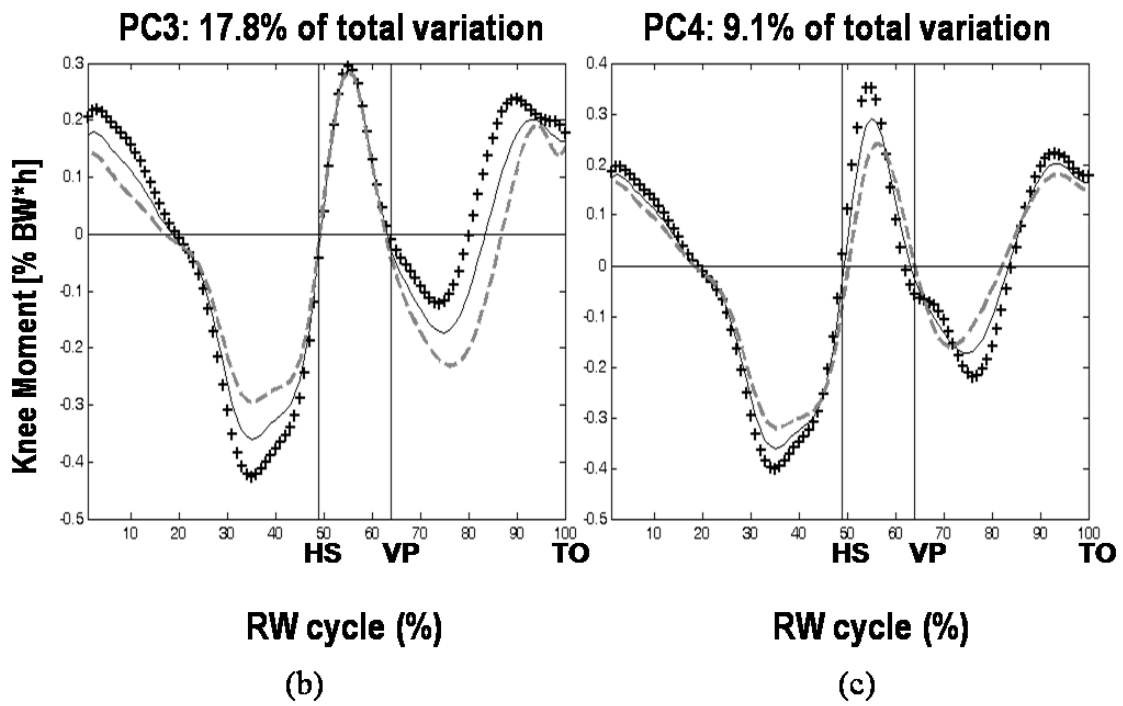 PC3: 17.8% of total variation
PC4: 9.1% of total variation
Knee Moment [% BW*h]
0.3
0.2
0.1
0
-0.1
-0.2
-0.3
-0.4
-0.5
10 20 30 40 50 60 70 80 90 100
HS VP TO
0.4
0.3
0.2
0.1
0
-0.1
-0.2
-0.3
-0.4
-0.5
10 20 30 40 50 60 70 80 90 100
HS VP TO
RW cycle (%)
RW cycle (%)
(b)
(c)